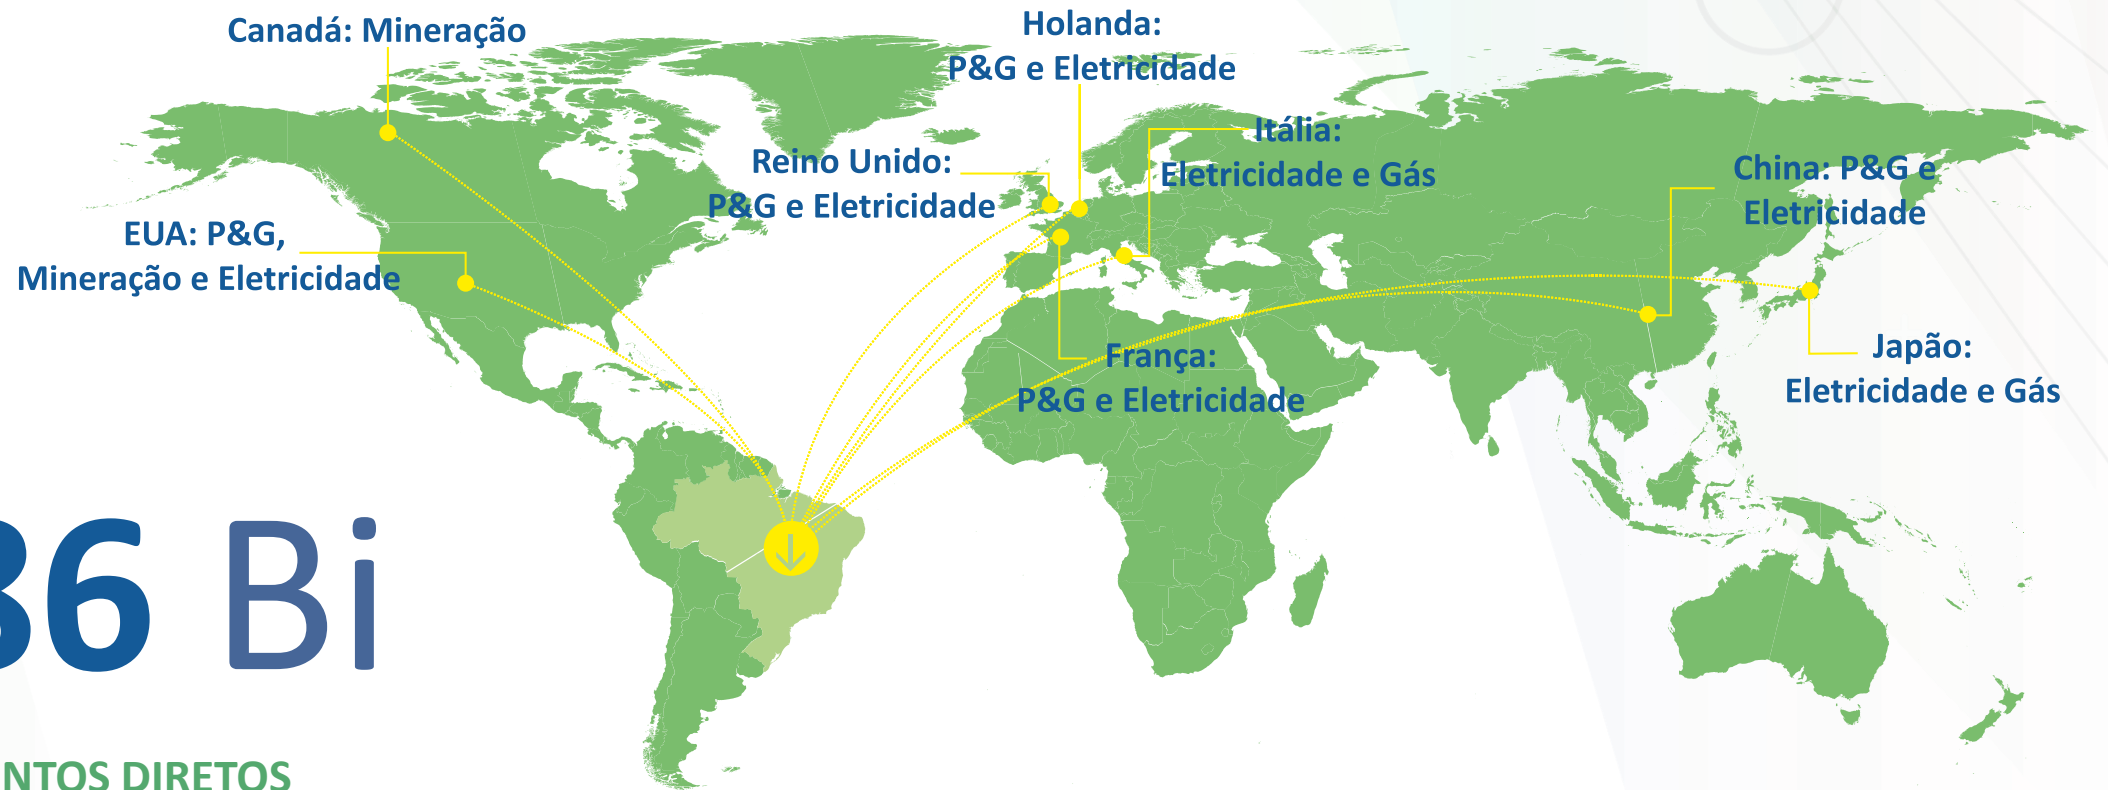 Canadá: Mineração
Holanda:
P&G e Eletricidade
Itália:
Eletricidade e Gás
Reino Unido:
P&G e Eletricidade
China: P&G e
Eletricidade
EUA: P&G,
Mineração e Eletricidade
França:
P&G e Eletricidade
Japão:
Eletricidade e Gás
6 Bi
NTOS DIRETOS